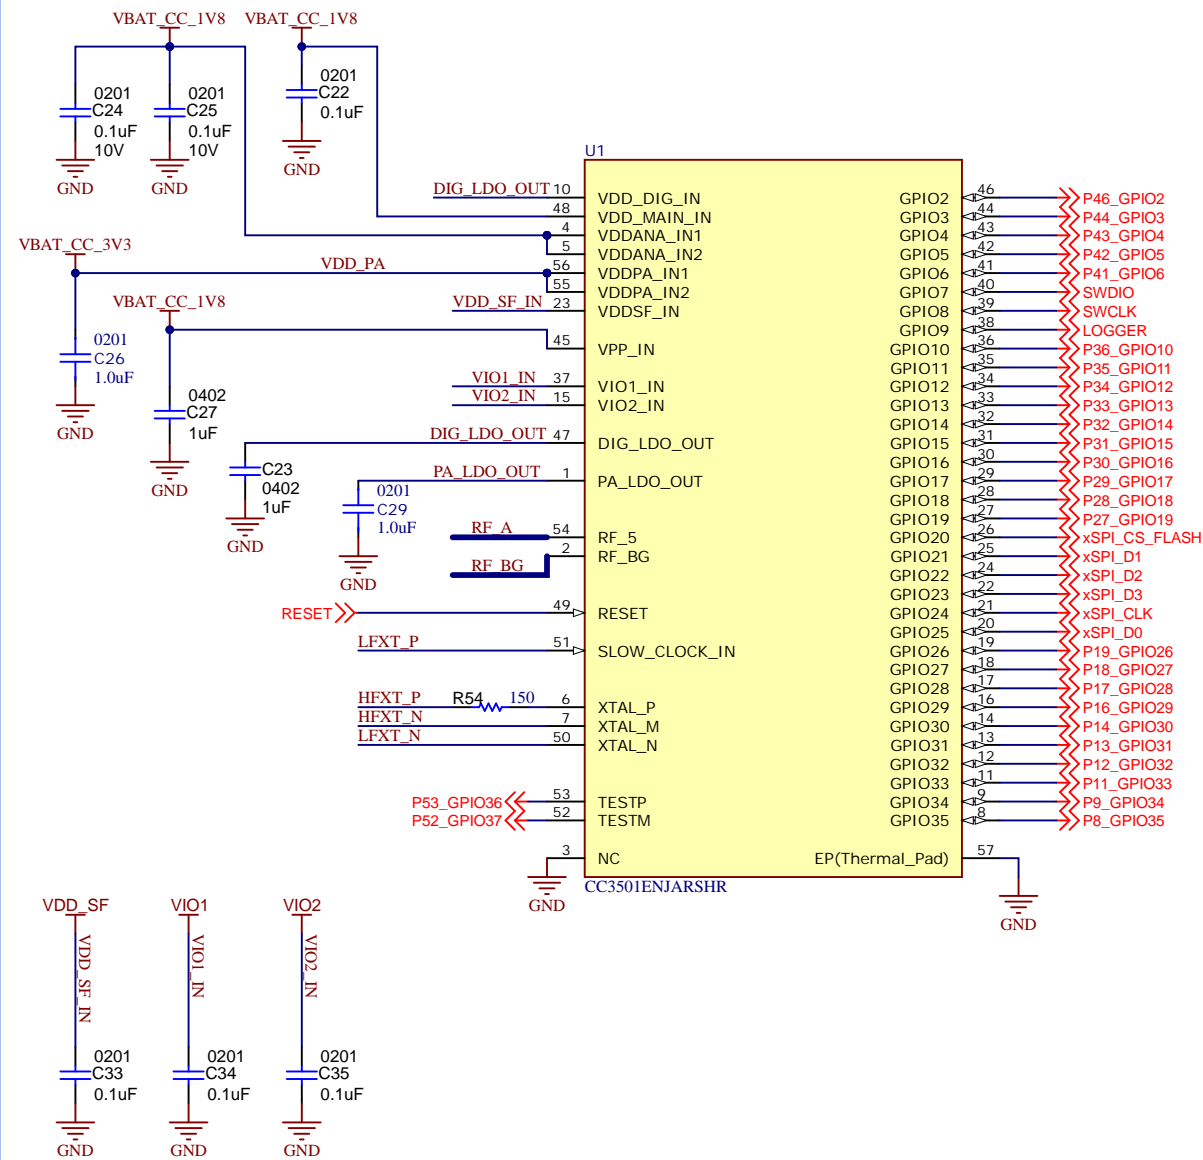 VBAT_CC_1V8 VBAT_CC_1V8
0201 C24 0.1uF 10V GND
0201 C25 0.1uF 10V GND
0201 C22 0.1uF GND
U1
DIG_LDO_OUT 10 VDD_DIG_IN
48 VDD_MAIN_IN
4 VDDANA_IN1
5 VDDANA_IN2
VBAT_CC_3V3
VDD_PA 56 VDDPA_IN1
55 VDDPA_IN2
VDD_SF_IN 23 VDDSF_IN
VBAT_CC_1V8
45 VPP_IN
0201 C26 1.0uF GND
VIO1_IN 37 VIO1_IN
VIO2_IN 15 VIO2_IN
0402 C27 1uF GND
DIG_LDO_OUT 47 DIG_LDO_OUT
C23 0402 1uF GND
PA_LDO_OUT 1 PA_LDO_OUT
0201 C29 1.0uF GND
RF_A 54 RF_5
RF_BG 2 RF_BG
RESET 49 RESET
LFXT_P 51 SLOW_CLOCK_IN
HFXT_P R54 150 6 XTAL_P
HFXT_N 7 XTAL_M
LFXT_N 50 XTAL_N
P53_GPIO36 53 TESTP
P52_GPIO37 52 TESTM
3 NC
GND
GPIO2 46 P46_GPIO2
GPIO3 44 P44_GPIO3
GPIO4 43 P43_GPIO4
GPIO5 42 P42_GPIO5
GPIO6 41 P41_GPIO6
GPIO7 40 SWDIO
GPIO8 39 SWCLK
GPIO9 38 LOGGER
GPIO10 36 P36_GPIO10
GPIO11 35 P35_GPIO11
GPIO12 34 P34_GPIO12
GPIO13 33 P33_GPIO13
GPIO14 32 P32_GPIO14
GPIO15 31 P31_GPIO15
GPIO16 30 P30_GPIO16
GPIO17 29 P29_GPIO17
GPIO18 28 P28_GPIO18
GPIO19 27 P27_GPIO19
GPIO20 26 xSPI_CS_FLASH
GPIO21 25 xSPI_D1
GPIO22 24 xSPI_D2
GPIO23 22 xSPI_D3
GPIO24 21 xSPI_CLK
GPIO25 20 xSPI_D0
GPIO26 19 P19_GPIO26
GPIO27 18 P18_GPIO27
GPIO28 17 P17_GPIO28
GPIO29 16 P16_GPIO29
GPIO30 14 P14_GPIO30
GPIO31 13 P13_GPIO31
GPIO32 12 P12_GPIO32
GPIO33 11 P11_GPIO33
GPIO34 9 P9_GPIO34
GPIO35 8 P8_GPIO35
EP(Thermal_Pad) 57
GND
CC3501ENJARSHR
VDD_SF VDD_SF_IN 0201 C33 0.1uF GND
VIO1 VIO1_IN 0201 C34 0.1uF GND
VIO2 VIO2_IN 0201 C35 0.1uF GND